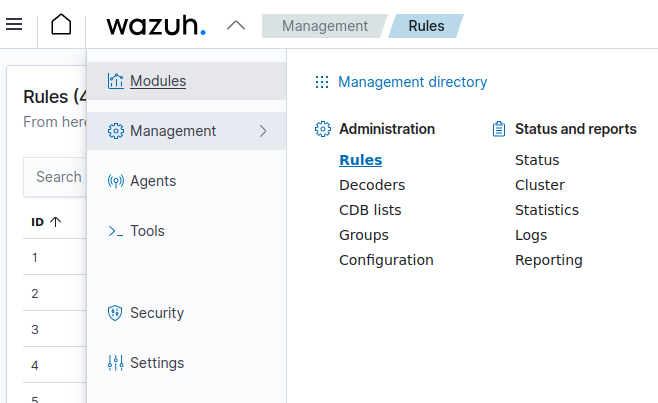 wazuh.
Management
Rules
Rules (4
From here
Search
ID
1
2
3
4
5
Modules
Management
Agents
Tools
Security
Settings
Management directory
Administration
Rules
Decoders
CDB lists
Groups
Configuration
Status and reports
Status
Cluster
Statistics
Logs
Reporting